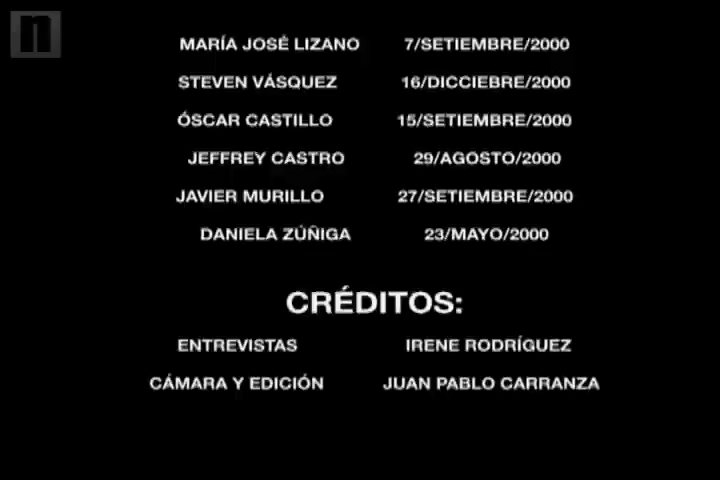 n
MARÍA JOSÉ LIZANO 7/SETIEMBRE/2000
STEVEN VÁSQUEZ 16/DICCIEBRE/2000
ÓSCAR CASTILLO 15/SETIEMBRE/2000
JEFFREY CASTRO 29/AGOSTO/2000
JAVIER MURILLO 27/SETIEMBRE/2000
DANIELA ZÚÑIGA 23/MAYO/2000
CRÉDITOS:
ENTREVISTAS IRENE RODRÍGUEZ
CÁMARA Y EDICIÓN JUAN PABLO CARRANZA